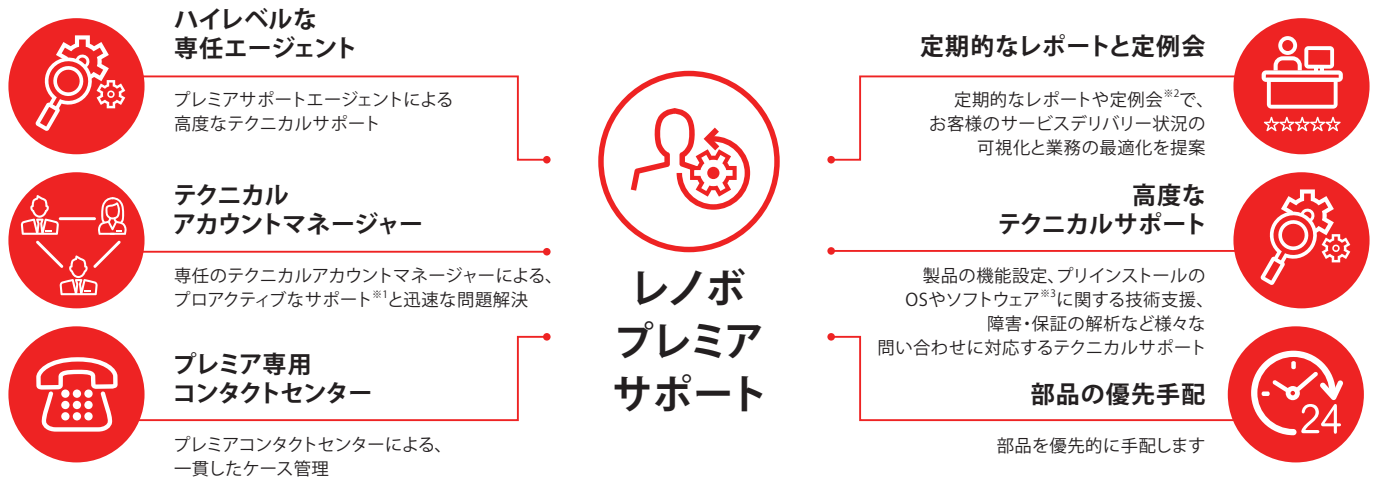 ハイレベルな
専任エージェント
プレミアサポートエージェントによる
高度なテクニカルサポート
テクニカル
アカウントマネージャー
専任のテクニカルアカウントマネージャーによる、
プロアクティブなサポート※1と迅速な問題解決
プレミア専用
コンタクトセンター
プレミアコンタクトセンターによる、
一貫したケース管理
レノボ
プレミア
サポート
定期的なレポートと定例会
定期的なレポートや定例会※2で、
お客様のサービスデリバリー状況の
可視化と業務の最適化を提案
高度な
テクニカルサポート
製品の機能設定、プリインストールの
OSやソフトウェア※3に関する技術支援、
障害・保証の解析など様々な
問い合わせに対応するテクニカルサポート
部品の優先手配
部品を優先的に手配します
24